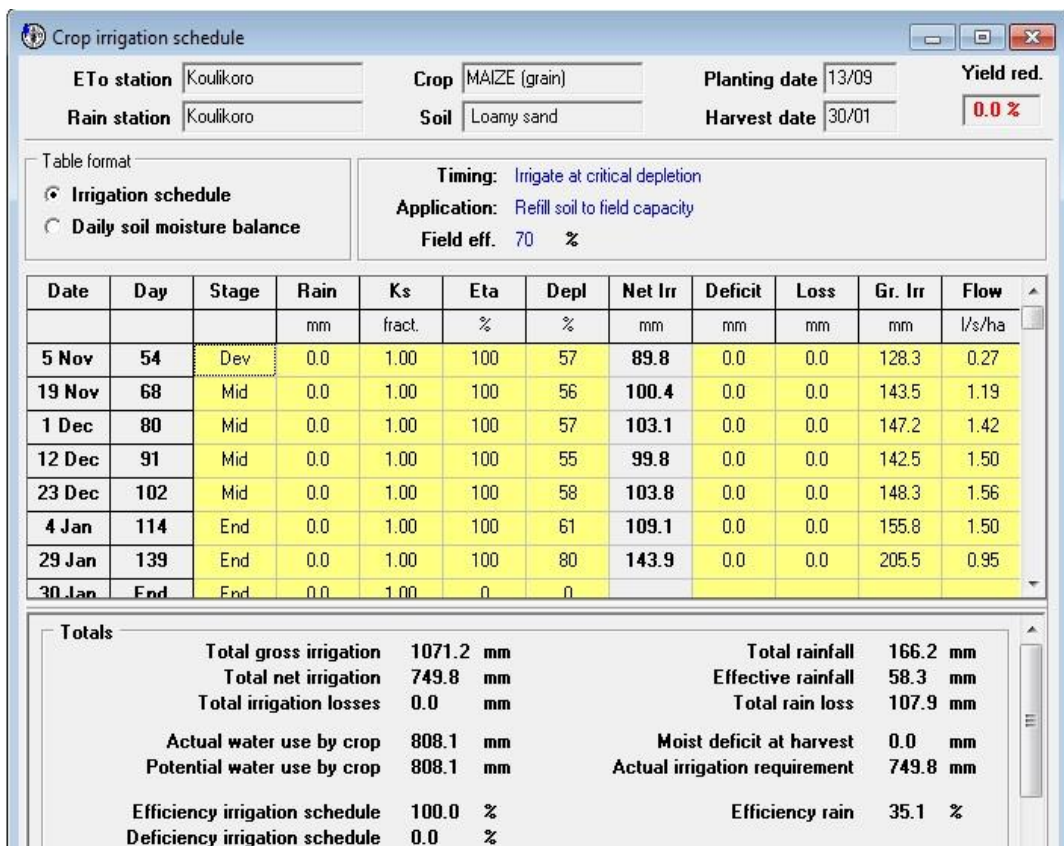 Crop irrigation schedule
ETo station Koulikoro Crop MAIZE (grain) Planting date 13/09 Yield red.
Rain station Koulikoro Soil Loamy sand Harvest date 30/01 0.0 %
Table format
Irrigation schedule
Daily soil moisture balance
Timing: Irrigate at critical depletion
Application: Refill soil to field capacity
Field eff. 70 %
Date Day Stage Rain Ks Eta Depl Net Irr Deficit Loss Gr. Irr Flow
mm fract. % % mm mm mm mm l/s/ha
5 Nov 54 Dev 0.0 1.00 100 57 89.8 0.0 0.0 128.3 0.27
19 Nov 68 Mid 0.0 1.00 100 56 100.4 0.0 0.0 143.5 1.19
1 Dec 80 Mid 0.0 1.00 100 57 103.1 0.0 0.0 147.2 1.42
12 Dec 91 Mid 0.0 1.00 100 55 99.8 0.0 0.0 142.5 1.50
23 Dec 102 Mid 0.0 1.00 100 58 103.8 0.0 0.0 148.3 1.56
4 Jan 114 End 0.0 1.00 100 61 109.1 0.0 0.0 155.8 1.50
29 Jan 139 End 0.0 1.00 100 80 143.9 0.0 0.0 205.5 0.95
30 Jan End End 0.0 1.00 0 0
Totals
Total gross irrigation 1071.2 mm Total rainfall 166.2 mm
Total net irrigation 749.8 mm Effective rainfall 58.3 mm
Total irrigation losses 0.0 mm Total rain loss 107.9 mm
Actual water use by crop 808.1 mm Moist deficit at harvest 0.0 mm
Potential water use by crop 808.1 mm Actual irrigation requirement 749.8 mm
Efficiency irrigation schedule 100.0 % Efficiency rain 35.1 %
Deficiency irrigation schedule 0.0 %